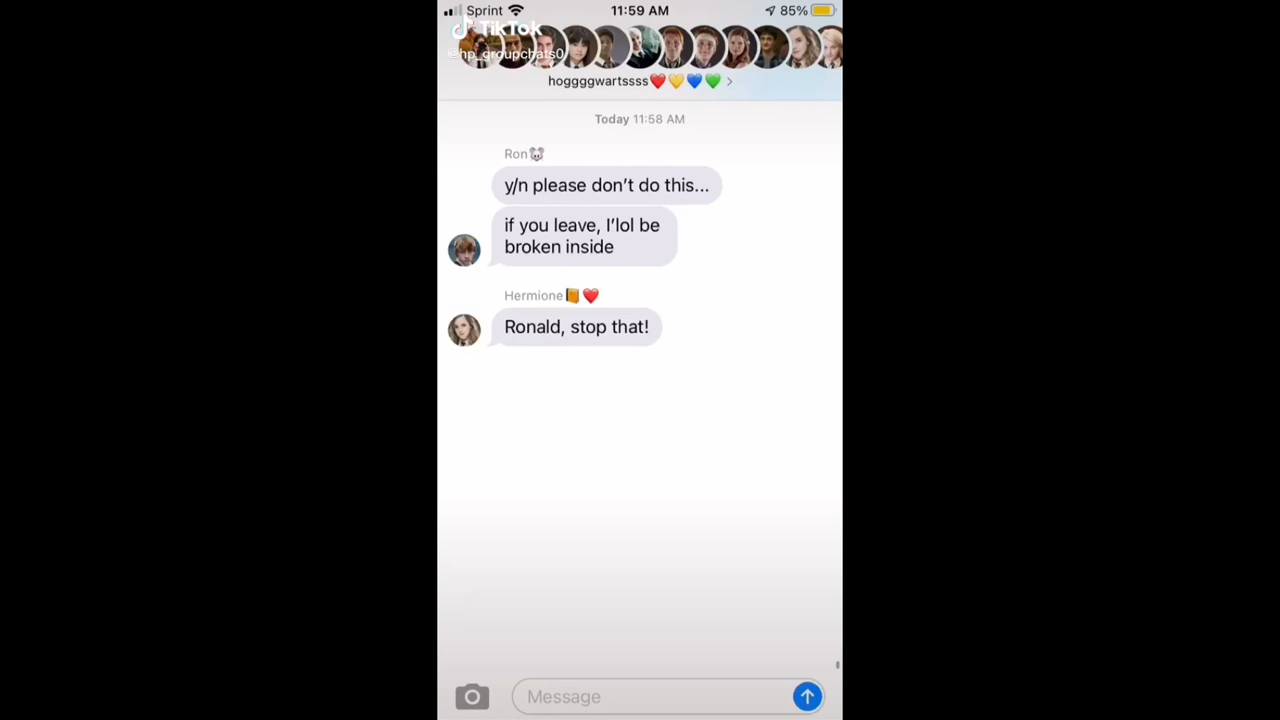 Sprint 11:59 AM 85%
TikTok
@hp_groupchats0
hoggggwartssss❤️💛💙💚 >
Today 11:58 AM
Ron🐭
y/n please don’t do this...
if you leave, I’lol be
broken inside
Hermione📙❤️
Ronald, stop that!
Message